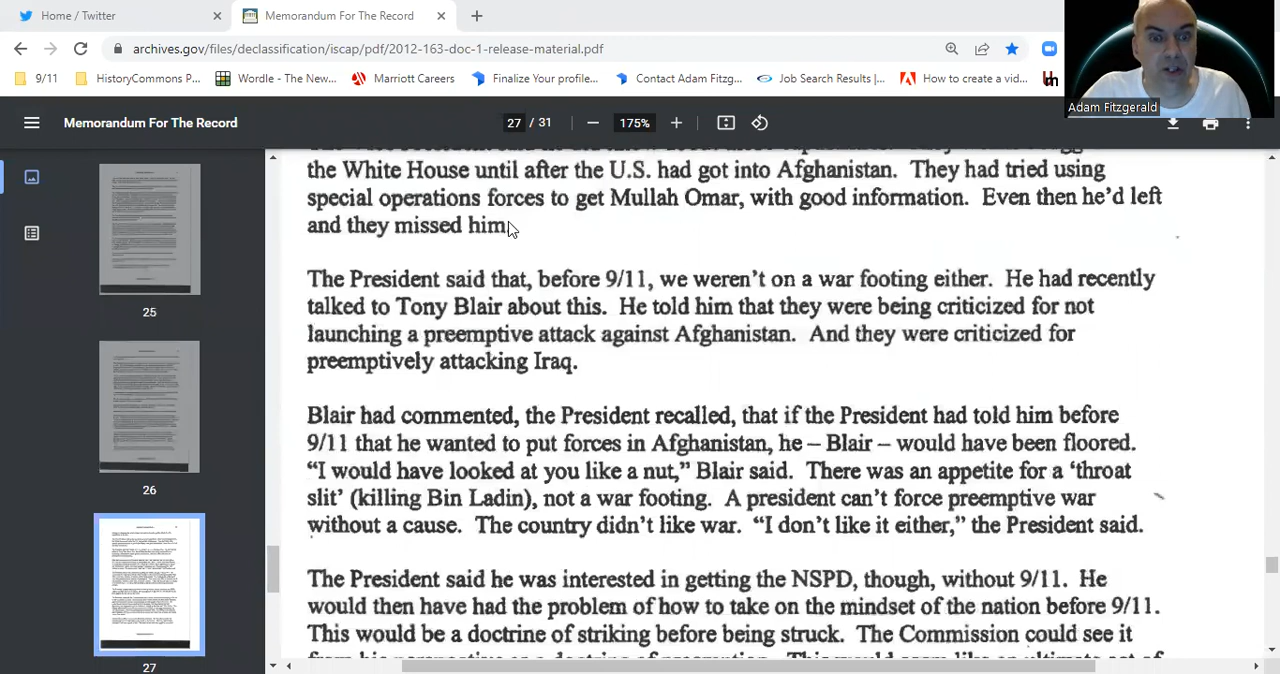 Home / Twitter
Memorandum For The Record
archives.gov/files/declassification/iscap/pdf/2012-163-doc-1-release-material.pdf
9/11
HistoryCommons P...
Wordle - The New...
Marriott Careers
Finalize Your profile...
Contact Adam Fitzg...
Job Search Results |...
How to create a vid...
Adam Fitzgerald
Memorandum For The Record
27 / 31
175%
25
26
27
the White House until after the U.S. had got into Afghanistan. They had tried using
special operations forces to get Mullah Omar, with good information. Even then he'd left
and they missed him.
The President said that, before 9/11, we weren't on a war footing either. He had recently
talked to Tony Blair about this. He told him that they were being criticized for not
launching a preemptive attack against Afghanistan. And they were criticized for
preemptively attacking Iraq.
Blair had commented, the President recalled, that if the President had told him before
9/11 that he wanted to put forces in Afghanistan, he – Blair – would have been floored.
"I would have looked at you like a nut," Blair said. There was an appetite for a 'throat
slit' (killing Bin Ladin), not a war footing. A president can't force preemptive war
without a cause. The country didn't like war. "I don't like it either," the President said.
The President said he was interested in getting the NSPD, though, without 9/11. He
would then have had the problem of how to take on the mindset of the nation before 9/11.
This would be a doctrine of striking before being struck. The Commission could see it